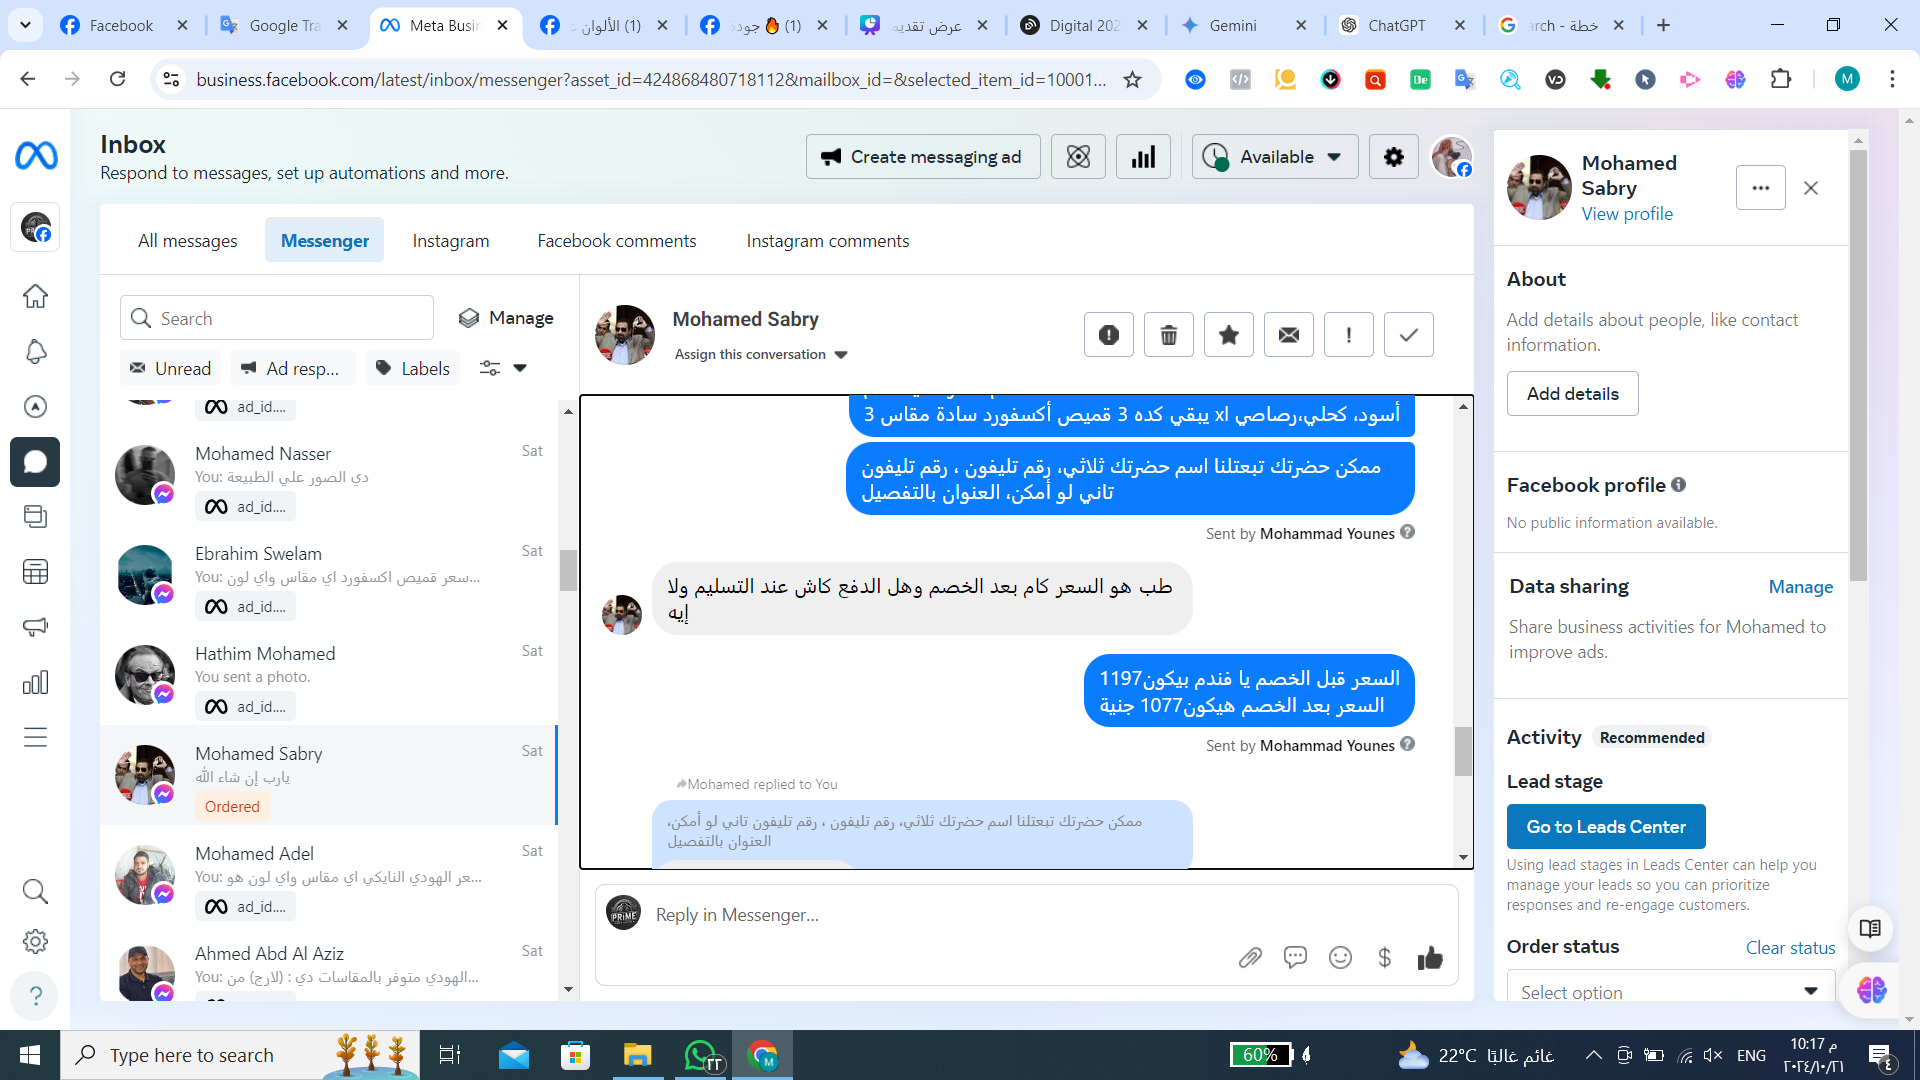 Facebook
Google Tra
Meta Busin
(1) الألوان
(1) 🔥 جودة
عرض تقديم
Digital 202
Gemini
ChatGPT
خطة - arch
business.facebook.com/latest/inbox/messenger?asset_id=424868480718112&mailbox_id=&selected_item_id=10001...
M
Inbox
Respond to messages, set up automations and more.
Create messaging ad
Available
All messages
Messenger
Instagram
Facebook comments
Instagram comments
Search
Manage
Unread
Ad resp...
Labels
ad_id....
Mohamed Nasser
Sat
You: دي الصور علي الطبيعة
ad_id....
Ebrahim Swelam
Sat
You: سعر قميص اكسفورد اي مقاس واي لون...
ad_id....
Hathim Mohamed
Sat
You sent a photo.
ad_id....
Mohamed Sabry
Sat
يارب إن شاء الله
Ordered
Mohamed Adel
Sat
You: عر الهودي النايكي اي مقاس واي لون هو...
ad_id....
Ahmed Abd Al Aziz
Sat
You: الهودي متوفر بالمقاسات دي : (لارج) من...
Mohamed Sabry
Assign this conversation
أسود، كحلي،رصاصي xl يبقي كده 3 قميص أكسفورد سادة مقاس 3
ممكن حضرتك تبعتلنا اسم حضرتك ثلاثي، رقم تليفون ، رقم تليفون
تاني لو أمكن، العنوان بالتفصيل
Sent by Mohammad Younes
طب هو السعر كام بعد الخصم وهل الدفع كاش عند التسليم ولا
إيه
السعر قبل الخصم يا فندم بيكون1197
السعر بعد الخصم هيكون1077 جنية
Sent by Mohammad Younes
Mohamed replied to You
ممكن حضرتك تبعتلنا اسم حضرتك ثلاثي، رقم تليفون ، رقم تليفون تاني لو أمكن،
العنوان بالتفصيل
PRIME
Reply in Messenger...
Mohamed
Sabry
View profile
About
Add details about people, like contact
information.
Add details
Facebook profile
No public information available.
Data sharing
Manage
Share business activities for Mohamed to
improve ads.
Activity
Recommended
Lead stage
Go to Leads Center
Using lead stages in Leads Center can help you
manage your leads so you can prioritize
responses and re-engage customers.
Order status
Clear status
Select option
Type here to search
٢٢
60%
22°C
غائم غالبًا
ENG
10:17 م
٢٠٢٤/١٠/٢١
٤